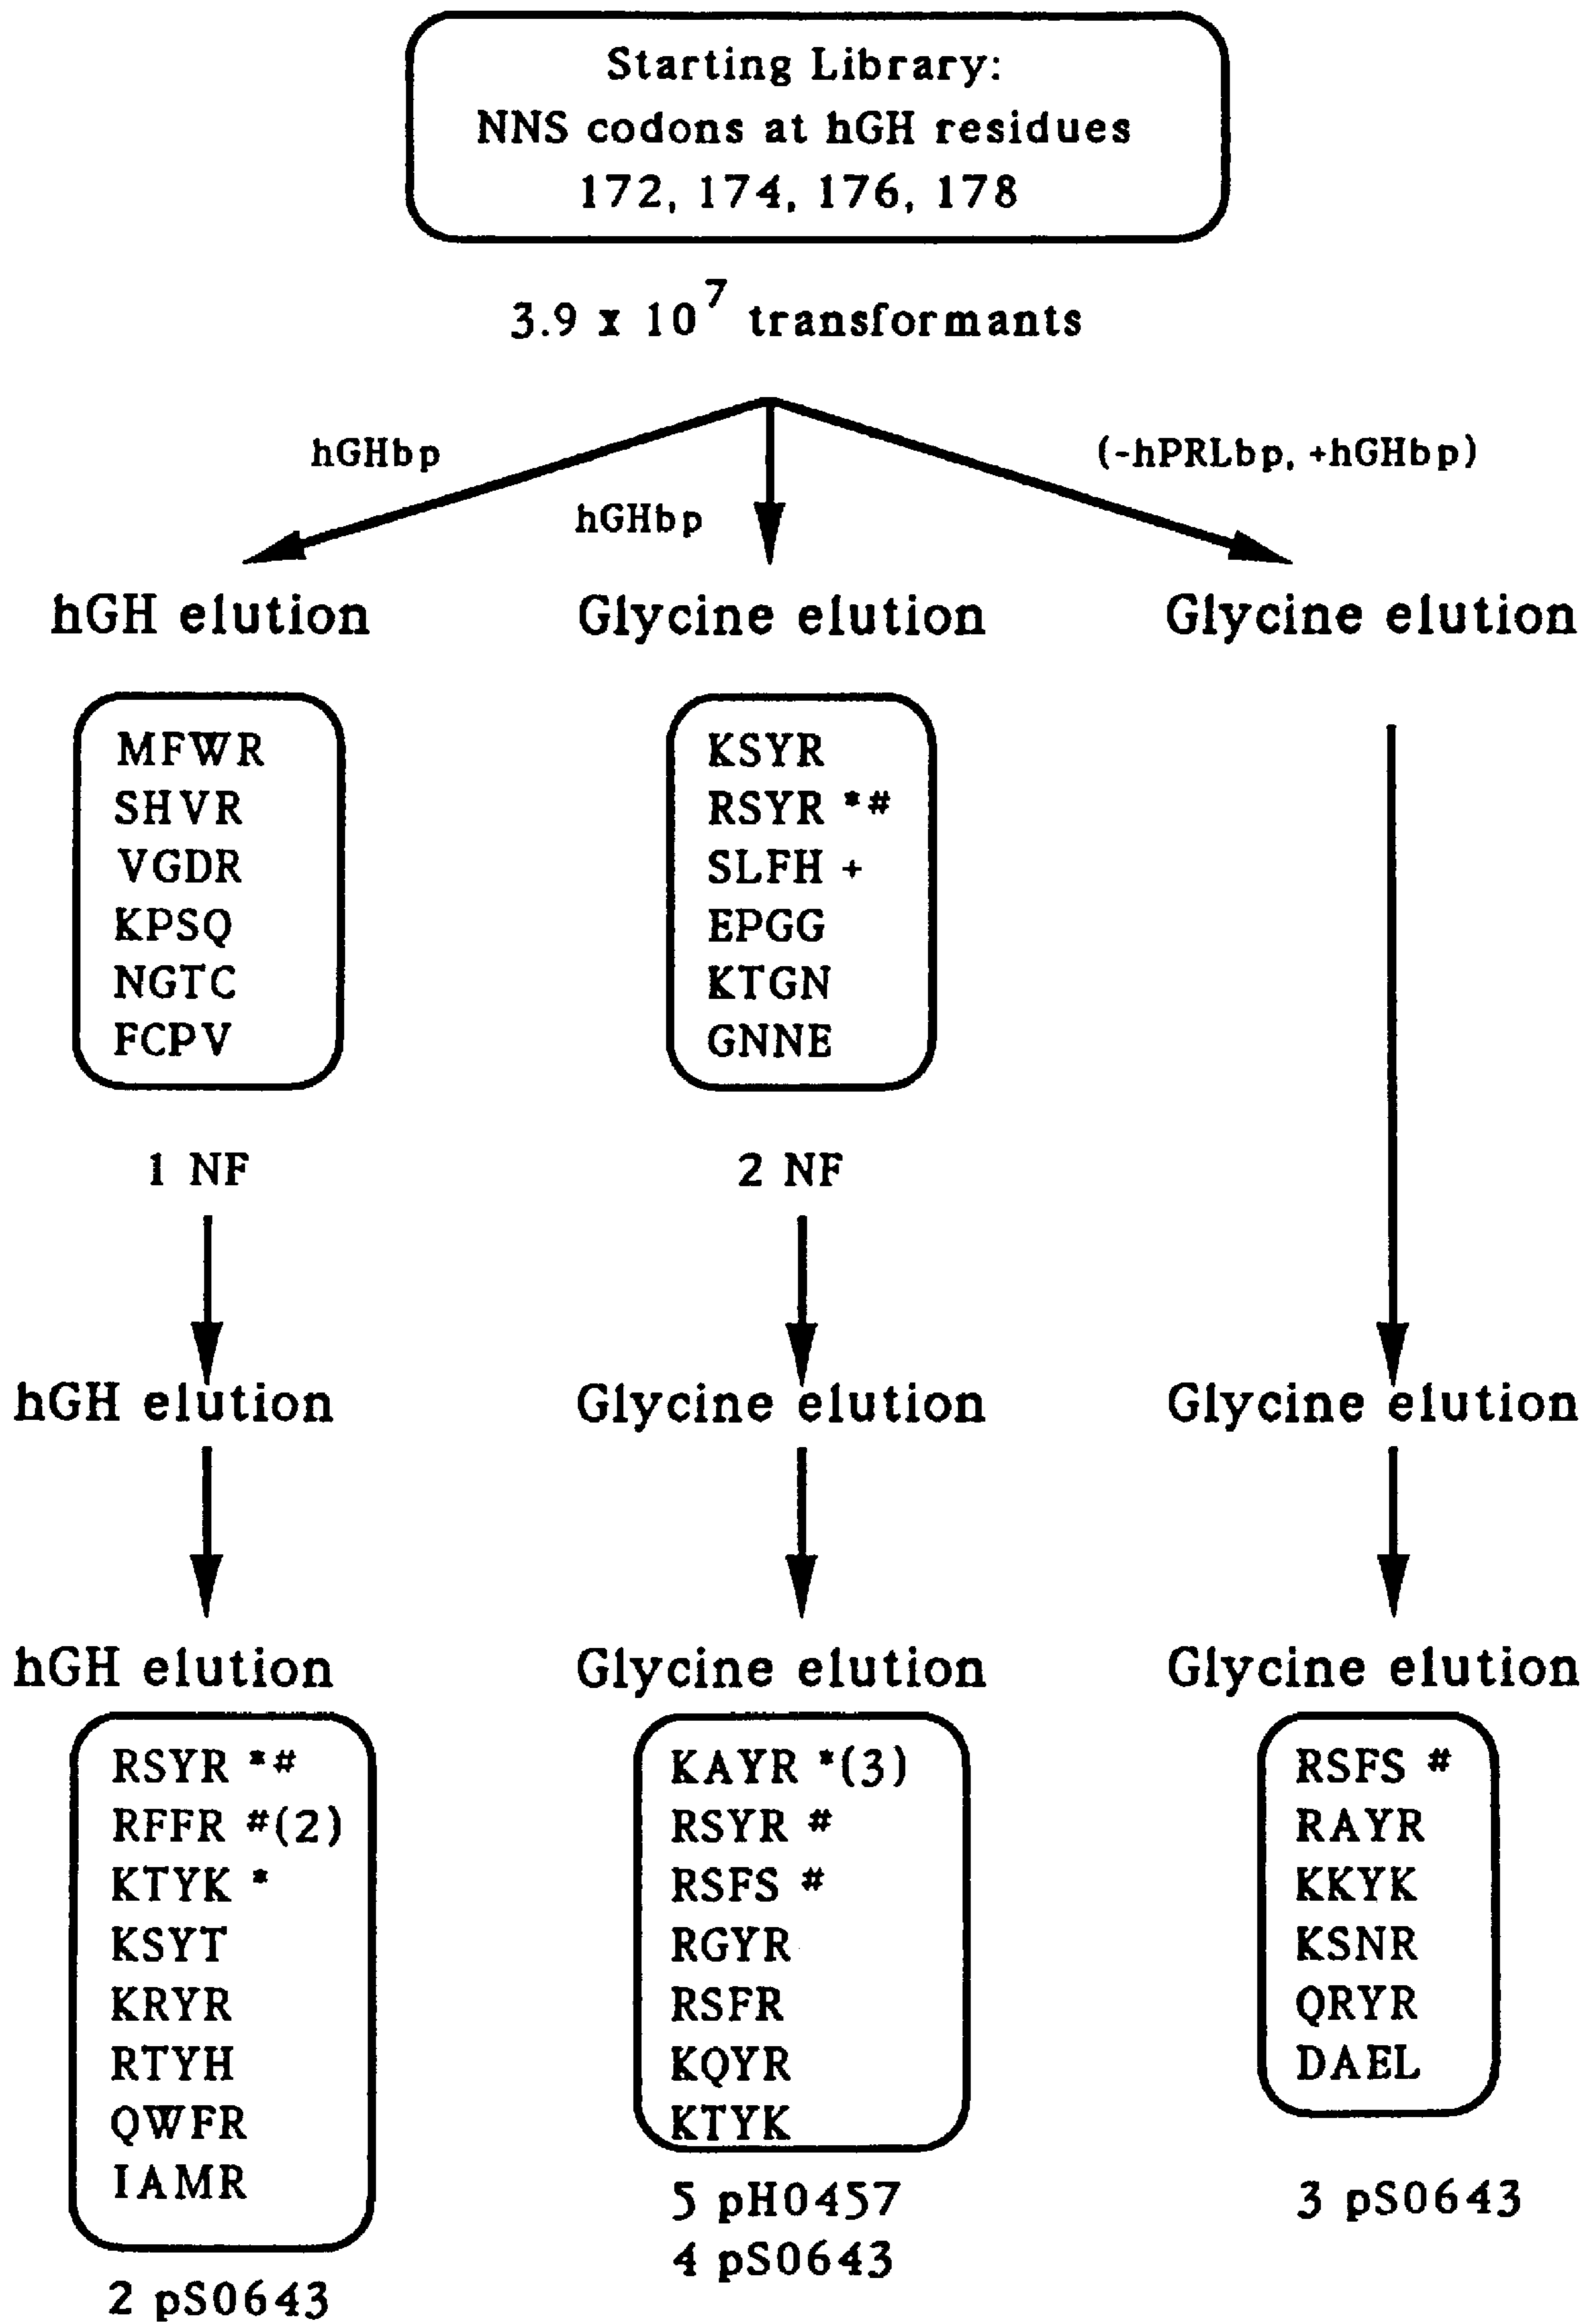 Starting Library:
NNS codons at hGH residues
172, 174, 176, 178
3.9 x 10^7 transformants
hGHbp
hGHbp
(-hPRLbp, +hGHbp)
hGH elution
Glycine elution
Glycine elution
MFWR
SHVR
VGDR
KPSQ
NGTC
FCPV
1 NF
KSYR
RSYR *#
SLFH +
EPGG
KTGN
GNNE
2 NF
hGH elution
Glycine elution
Glycine elution
hGH elution
Glycine elution
Glycine elution
RSYR *#
RFFR #(2)
KTYK *
KSYT
KRYR
RTYH
QWFR
IAMR
2 pS0643
KAYR *(3)
RSYR #
RSFS #
RGYR
RSFR
KQYR
KTYK
5 pH0457
4 pS0643
RSFS #
RAYR
KKYK
KSNR
QRYR
DAEL
3 pS0643